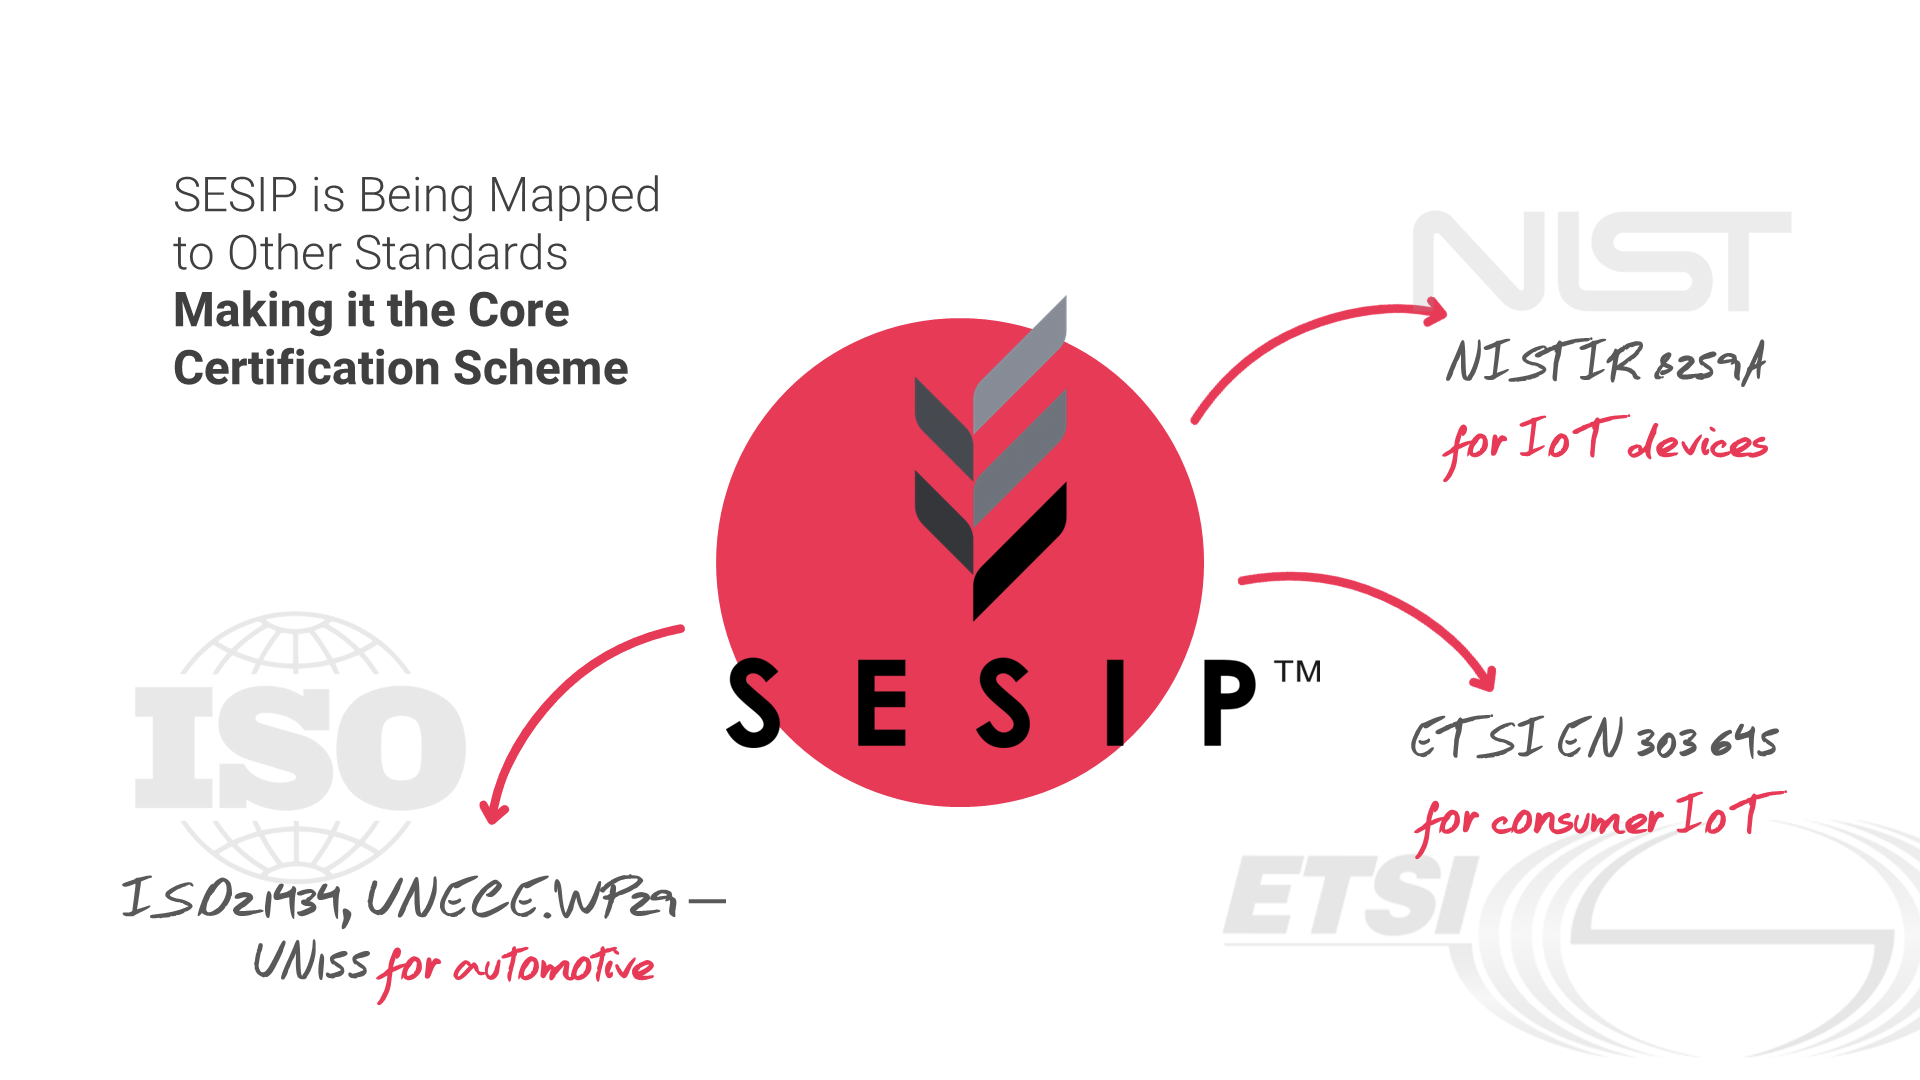 SESIP is Being Mapped
to Other Standards
Making it the Core
Certification Scheme
NIST
NISTIR 8259A
for IoT devices
SESIP™
ISO
ISO21434, UNECE.WP29 —
UN155 for automotive
ETSI EN 303 645
for consumer IoT
ETSI